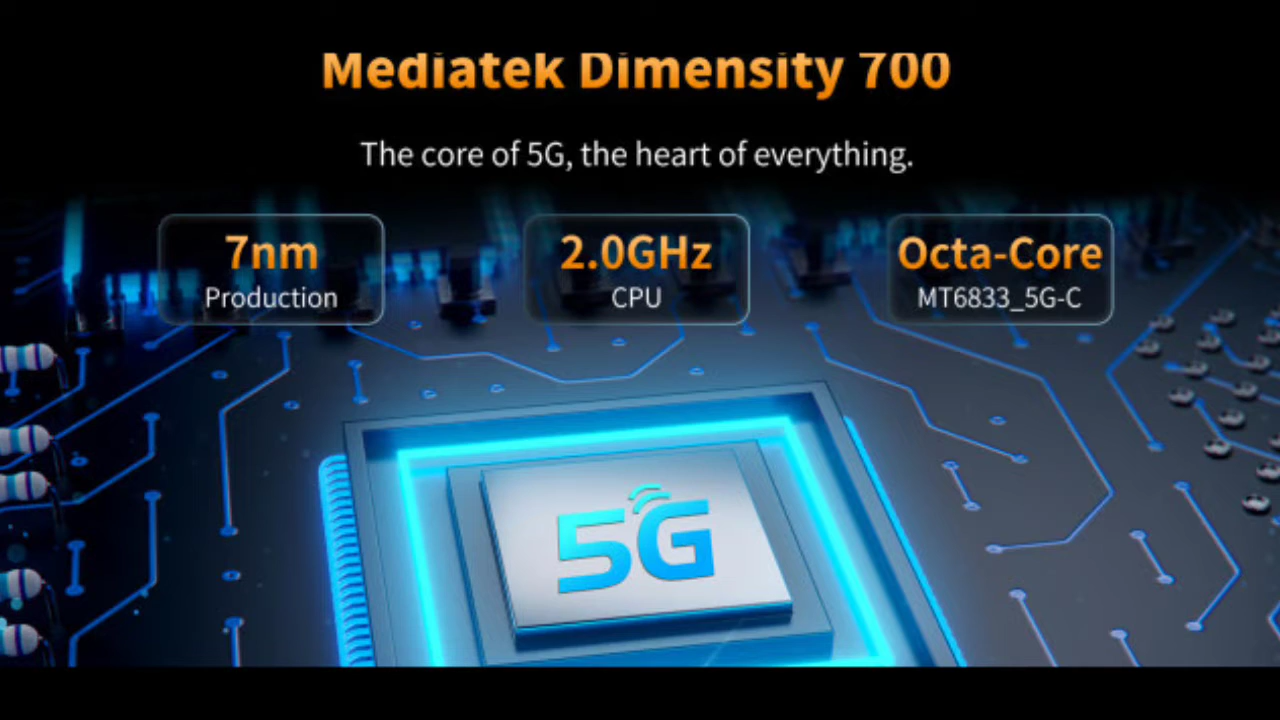 Mediatek Dimensity 700
The core of 5G, the heart of everything.
7nm
Production
2.0GHz
CPU
Octa-Core
MT6833_5G-C
5G